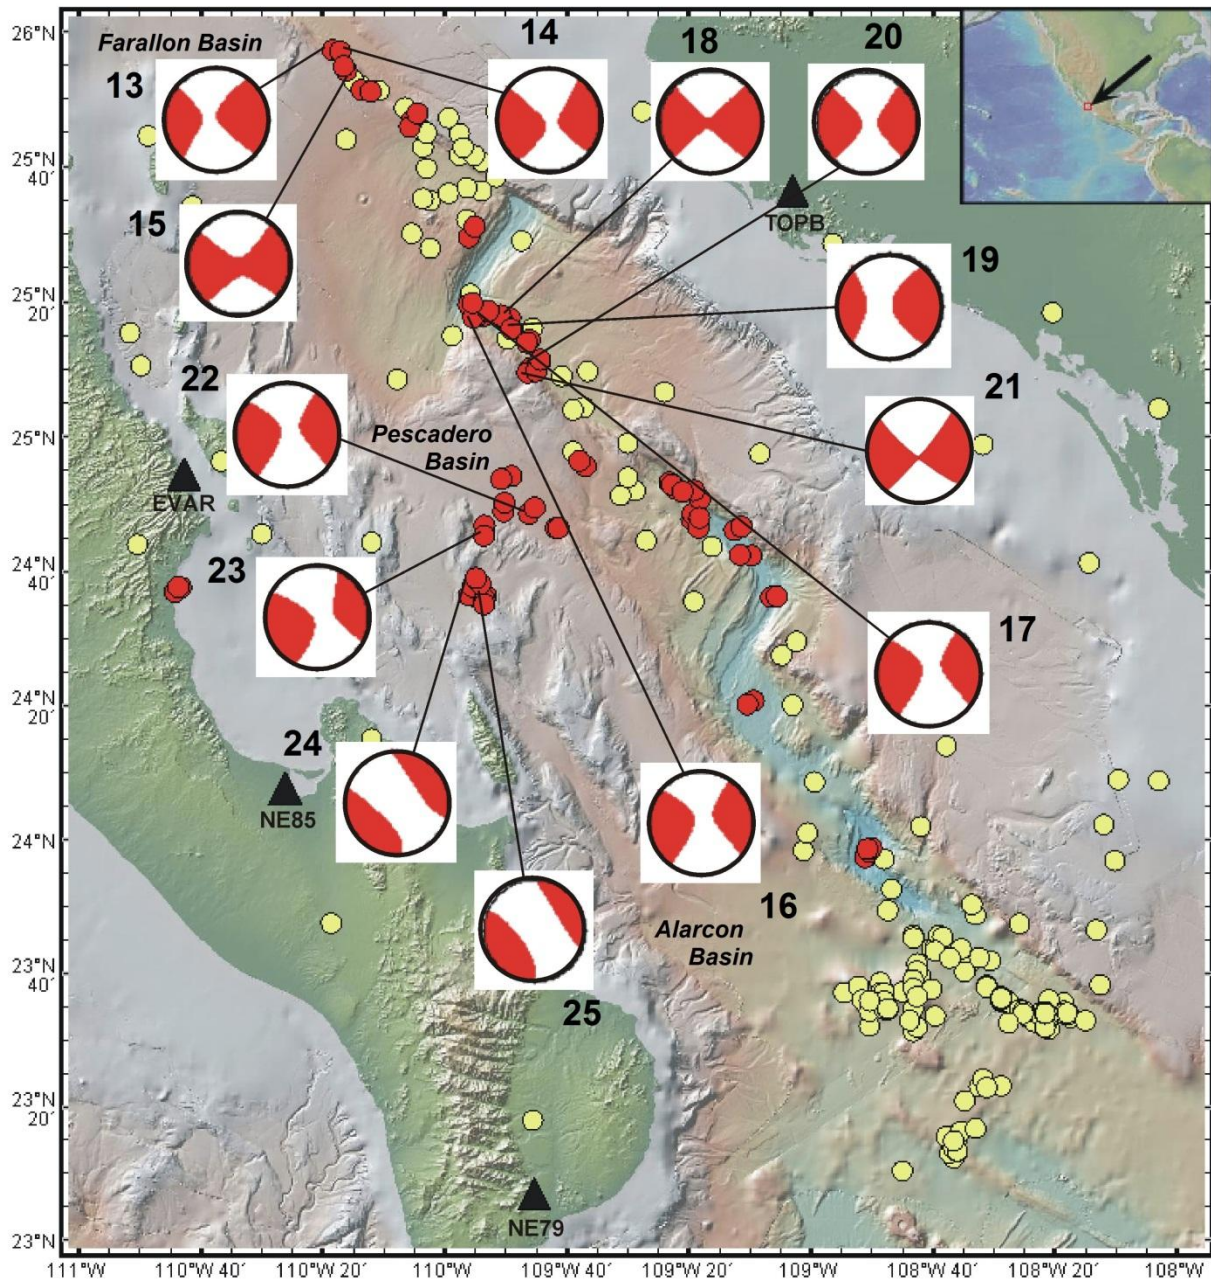 26°N
Farallon Basin
14
18
20
13
25°
40'
15
TOPB
19
25°
20'
22
21
25°
Pescadero
Basin
EVAR
24°
40'
23
17
24°
20'
24
NE85
24°
16
Alarcon
Basin
23°
40'
25
23°
20'
NE79
23°N
111°W
110° 40'
110° 20'
110°W
109° 40'
109° 20'
109°W
108° 40'
108° 20'
108°W